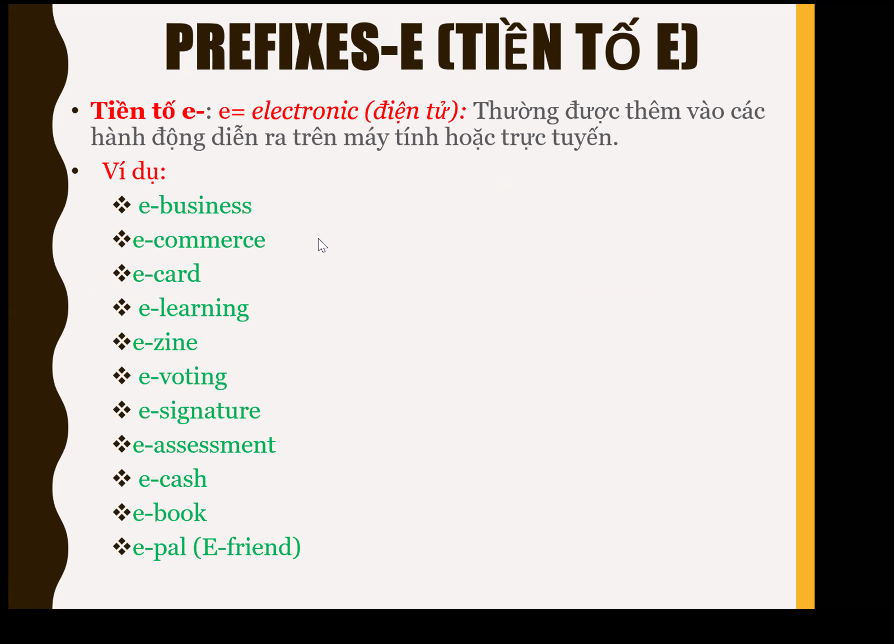 PREFIXES-E (TIỀN TỐ E)
• Tiền tố e-: e= electronic (điện tử): Thường được thêm vào các
hành động diễn ra trên máy tính hoặc trực tuyến.
• Ví dụ:
❖ e-business
❖e-commerce
❖e-card
❖ e-learning
❖e-zine
❖ e-voting
❖ e-signature
❖e-assessment
❖ e-cash
❖e-book
❖e-pal (E-friend)